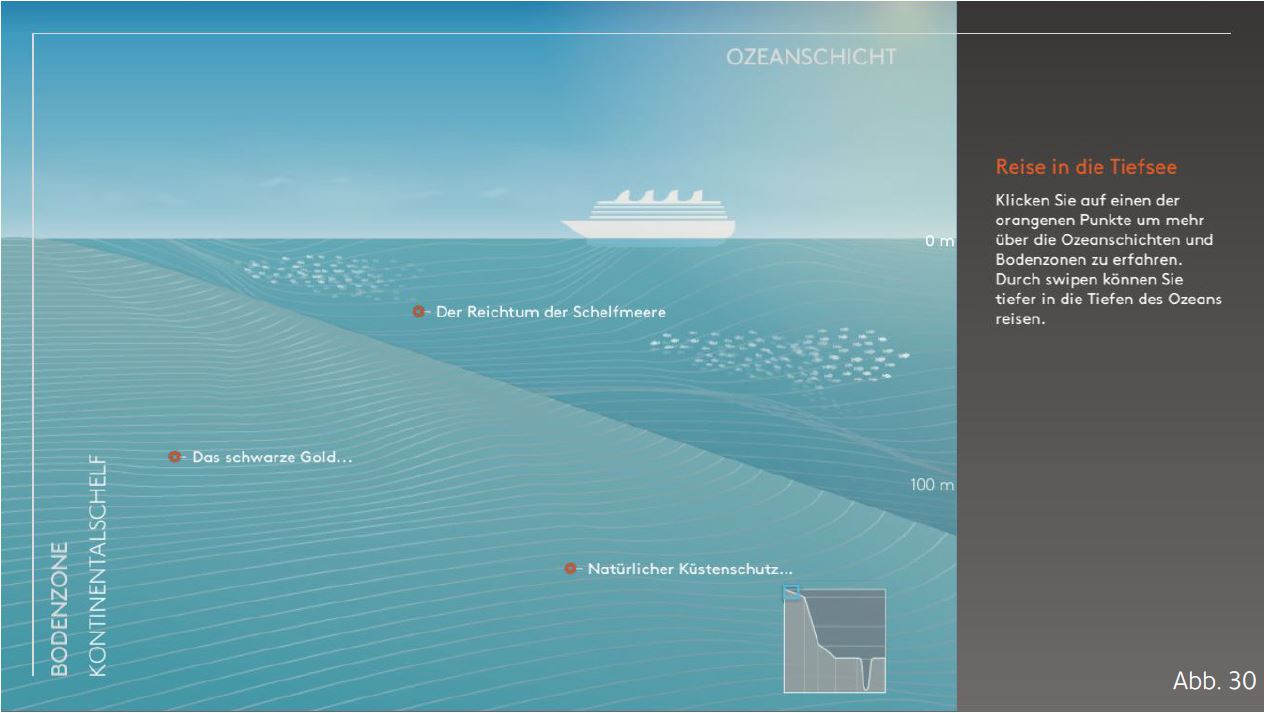 OZEANSCHICHT
Reise in die Tiefsee
Klicken Sie auf einen der
orangenen Punkte um mehr
über die Ozeanschichten und
Bodenzonen zu erfahren.
Durch swipen können Sie
tiefer in die Tiefen des Ozeans
reisen.
0 m
Der Reichtum der Schelfmeere
Das schwarze Gold...
100 m
Natürlicher Küstenschutz...
BODENZONE
KONTINENTALSCHELF
Abb. 30